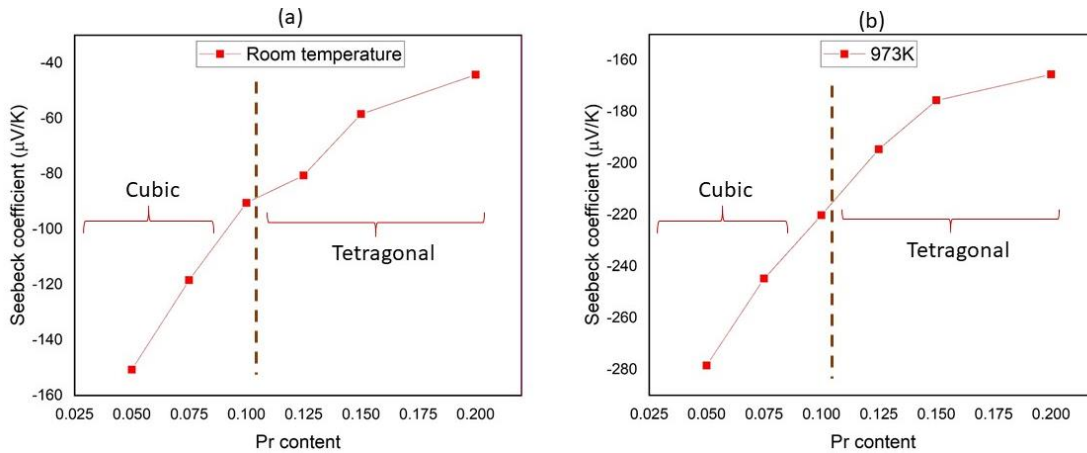 (a)
Room temperature
-40
-60
-80
-100
-120
-140
-160
Seebeck coefficient (μV/K)
Cubic
Tetragonal
0.025 0.050 0.075 0.100 0.125 0.150 0.175 0.200
Pr content
(b)
973K
-160
-180
-200
-220
-240
-260
-280
Seebeck coefficient (μV/K)
Cubic
Tetragonal
0.025 0.050 0.075 0.100 0.125 0.150 0.175 0.200
Pr content